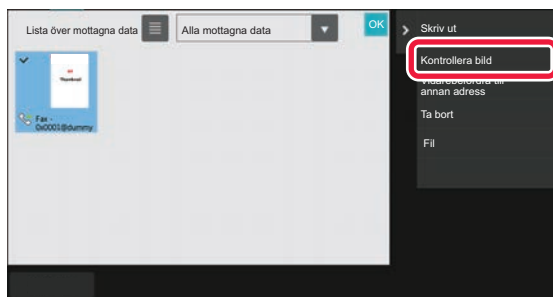 Lista över mottagna data
Alla mottagna data
OK
Thumbnail
Fax -
0x0001@dummy
Skriv ut
Kontrollera bild
Vidarebefordra till
annan adress
Ta bort
Fil